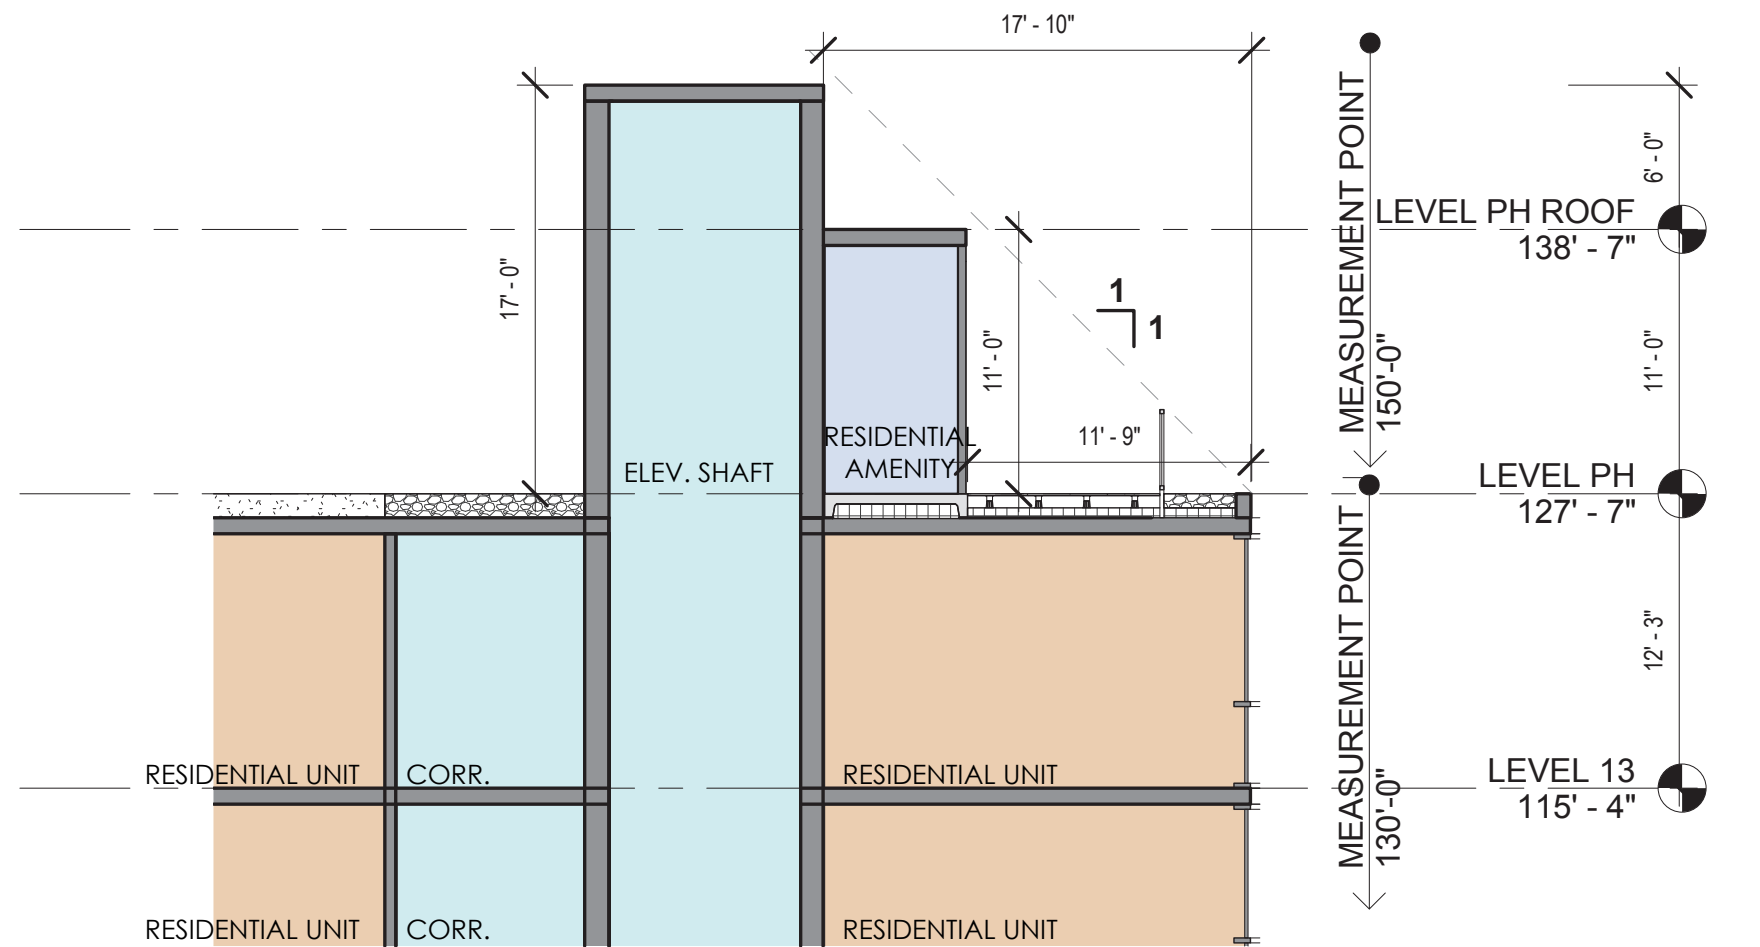 17' - 10"
6' - 0"
LEVEL PH ROOF
138' - 7"
17' - 0"
1
1
MEASUREMENT POINT
150'-0"
11' - 0"
11' - 0"
RESIDENTIAL
AMENITY
11' - 9"
ELEV. SHAFT
LEVEL PH
127' - 7"
MEASUREMENT POINT
130'-0"
12' - 3"
RESIDENTIAL UNIT
CORR.
RESIDENTIAL UNIT
LEVEL 13
115' - 4"
RESIDENTIAL UNIT
CORR.
RESIDENTIAL UNIT